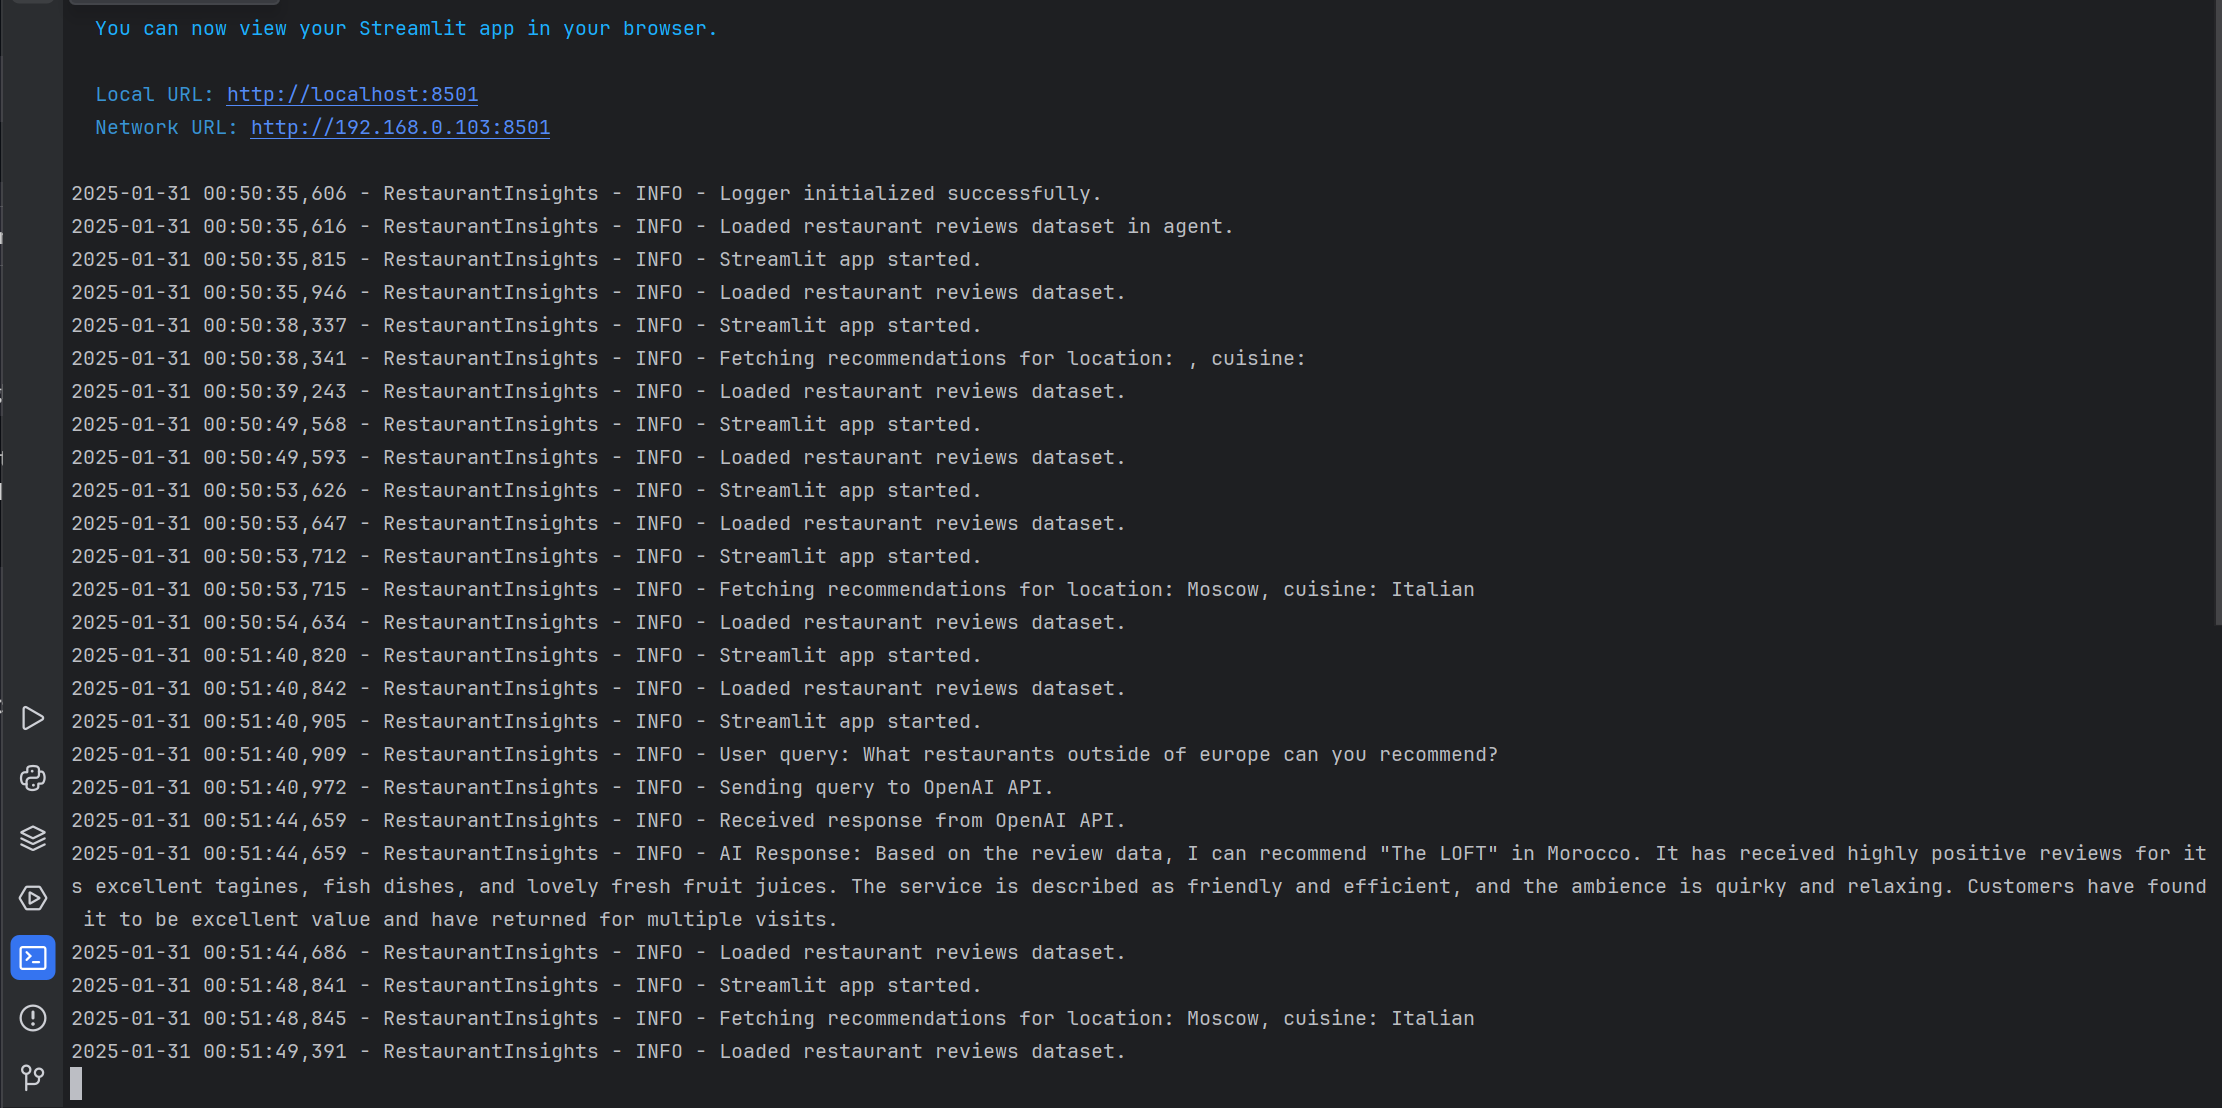 You can now view your Streamlit app in your browser.
Local URL: http://localhost:8501
Network URL: http://192.168.0.103:8501
2025-01-31 00:50:35,606 - RestaurantInsights - INFO - Logger initialized successfully.
2025-01-31 00:50:35,616 - RestaurantInsights - INFO - Loaded restaurant reviews dataset in agent.
2025-01-31 00:50:35,815 - RestaurantInsights - INFO - Streamlit app started.
2025-01-31 00:50:35,946 - RestaurantInsights - INFO - Loaded restaurant reviews dataset.
2025-01-31 00:50:38,337 - RestaurantInsights - INFO - Streamlit app started.
2025-01-31 00:50:38,341 - RestaurantInsights - INFO - Fetching recommendations for location: , cuisine:
2025-01-31 00:50:39,243 - RestaurantInsights - INFO - Loaded restaurant reviews dataset.
2025-01-31 00:50:49,568 - RestaurantInsights - INFO - Streamlit app started.
2025-01-31 00:50:49,593 - RestaurantInsights - INFO - Loaded restaurant reviews dataset.
2025-01-31 00:50:53,626 - RestaurantInsights - INFO - Streamlit app started.
2025-01-31 00:50:53,647 - RestaurantInsights - INFO - Loaded restaurant reviews dataset.
2025-01-31 00:50:53,712 - RestaurantInsights - INFO - Streamlit app started.
2025-01-31 00:50:53,715 - RestaurantInsights - INFO - Fetching recommendations for location: Moscow, cuisine: Italian
2025-01-31 00:50:54,634 - RestaurantInsights - INFO - Loaded restaurant reviews dataset.
2025-01-31 00:51:40,820 - RestaurantInsights - INFO - Streamlit app started.
2025-01-31 00:51:40,842 - RestaurantInsights - INFO - Loaded restaurant reviews dataset.
2025-01-31 00:51:40,905 - RestaurantInsights - INFO - Streamlit app started.
2025-01-31 00:51:40,909 - RestaurantInsights - INFO - User query: What restaurants outside of europe can you recommend?
2025-01-31 00:51:40,972 - RestaurantInsights - INFO - Sending query to OpenAI API.
2025-01-31 00:51:44,659 - RestaurantInsights - INFO - Received response from OpenAI API.
2025-01-31 00:51:44,659 - RestaurantInsights - INFO - AI Response: Based on the review data, I can recommend "The LOFT" in Morocco. It has received highly positive reviews for it
s excellent tagines, fish dishes, and lovely fresh fruit juices. The service is described as friendly and efficient, and the ambience is quirky and relaxing. Customers have found
it to be excellent value and have returned for multiple visits.
2025-01-31 00:51:44,686 - RestaurantInsights - INFO - Loaded restaurant reviews dataset.
2025-01-31 00:51:48,841 - RestaurantInsights - INFO - Streamlit app started.
2025-01-31 00:51:48,845 - RestaurantInsights - INFO - Fetching recommendations for location: Moscow, cuisine: Italian
2025-01-31 00:51:49,391 - RestaurantInsights - INFO - Loaded restaurant reviews dataset.